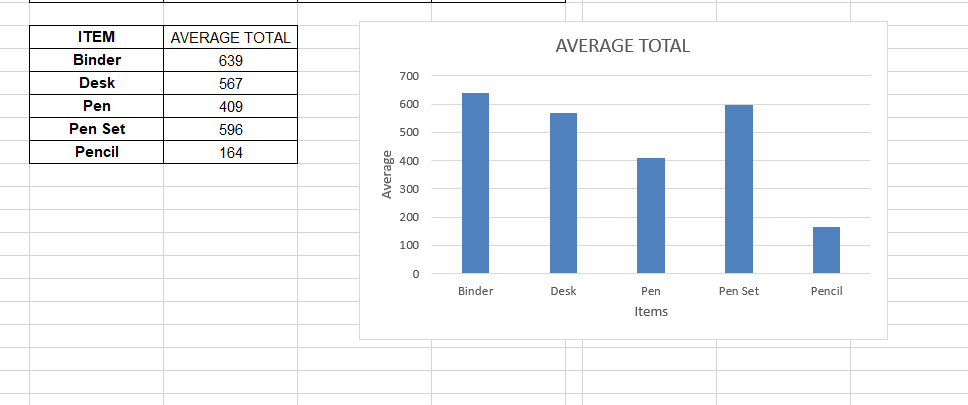 ITEM AVERAGE TOTAL
Binder 639
Desk 567
Pen 409
Pen Set 596
Pencil 164
AVERAGE TOTAL
700
600
500
400
300
200
100
0
Average
Binder Desk Pen Pen Set Pencil
Items